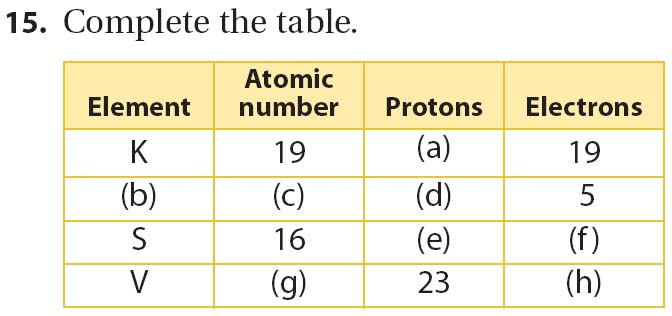 15. Complete the table.
Element Atomic number Protons Electrons
K 19 (a) 19
(b) (c) (d) 5
S 16 (e) (f)
V (g) 23 (h)